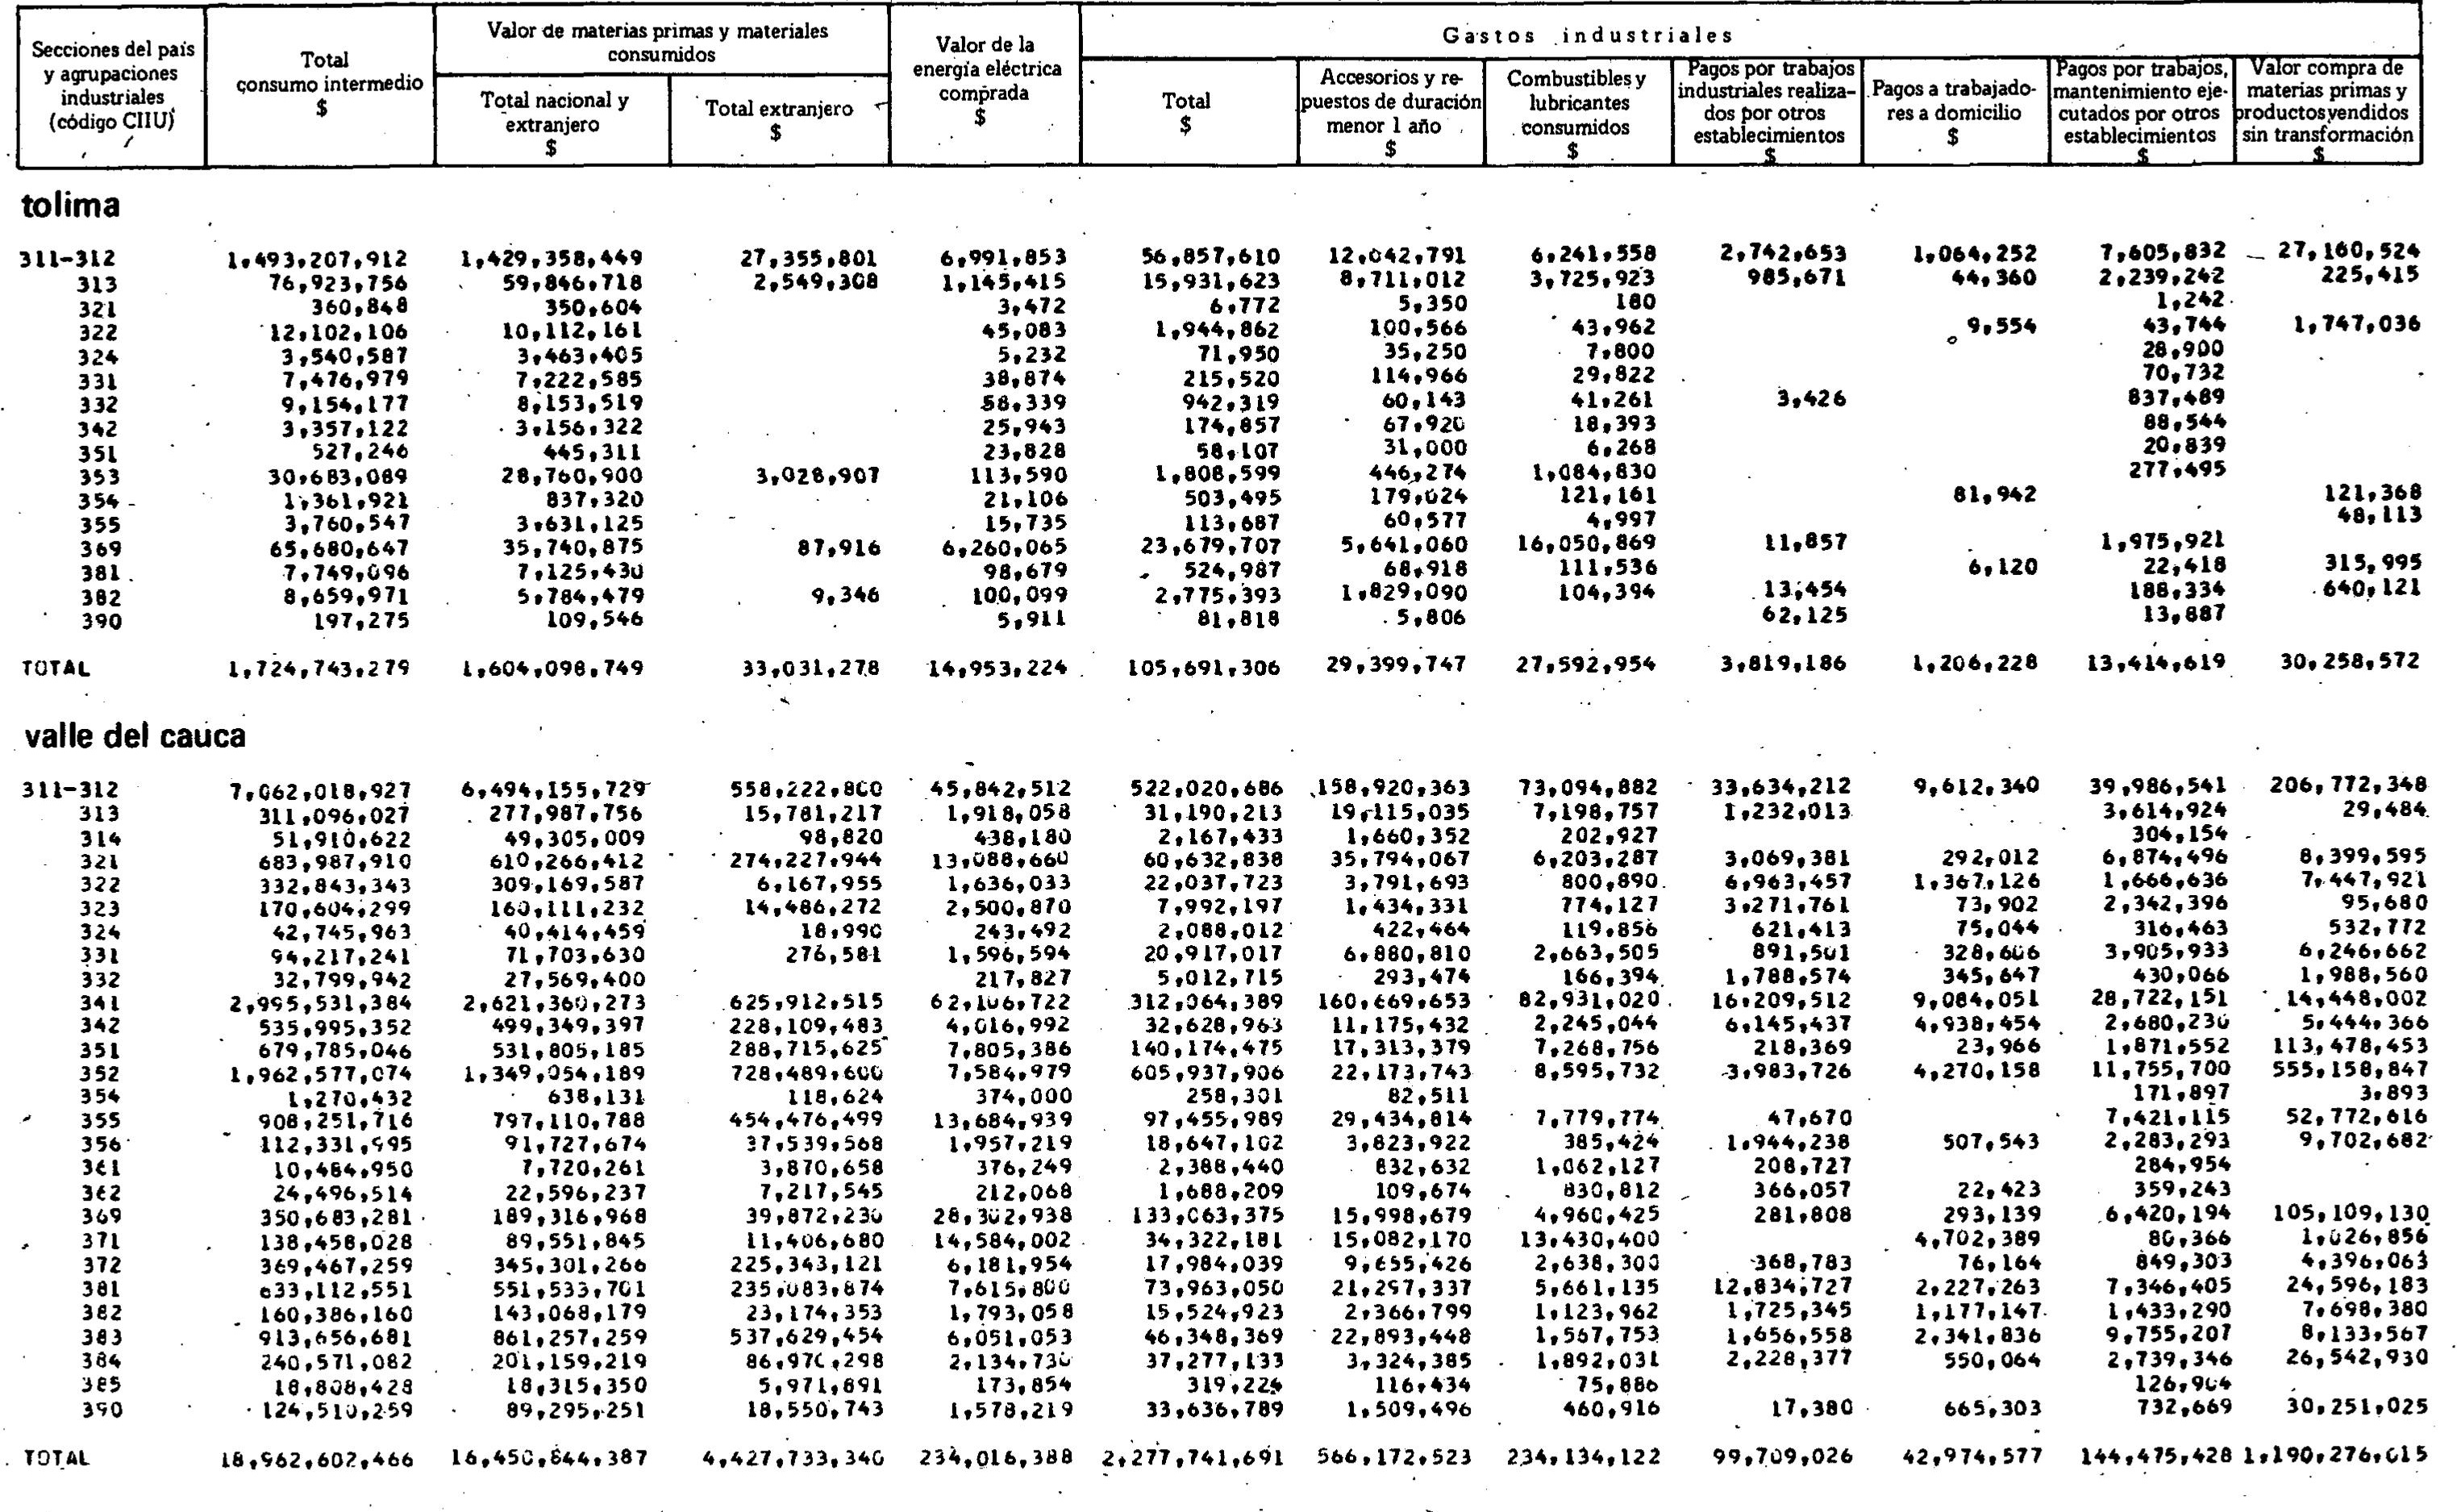 Secciones del país y agrupaciones industriales (código CIIU)
Total consumo intermedio $
Valor de materias primas y materiales consumidos
Total nacional y extranjero $
Total extranjero $
Valor de la energía eléctrica comprada $
Gastos industriales
Total $
Accesorios y repuestos de duración menor 1 año $
Combustibles y lubricantes consumidos $
Pagos por trabajos industriales realizados por otros establecimientos $
Pagos a trabajadores a domicilio $
Pagos por trabajos, mantenimiento ejecutados por otros establecimientos $
Valor compra de materias primas y productos vendidos sin transformación $
tolima
311-312 1,493,207,912 1,429,358,449 27,355,801 6,991,853 56,857,610 12,042,791 6,241,558 2,742,653 1,064,252 7,605,832 27,160,524
313 76,923,756 59,846,718 2,549,308 1,145,415 15,931,623 8,711,012 3,725,923 985,671 44,360 2,239,242 225,415
321 360,848 350,604 3,472 6,772 5,350 180 1,242
322 12,102,106 10,112,161 45,083 1,944,862 100,566 43,962 9,554 43,744 1,747,036
324 3,540,587 3,463,405 5,232 71,950 35,250 7,800 28,900
331 7,476,979 7,222,585 38,874 215,520 114,966 29,822 70,732
332 9,154,177 8,153,519 58,339 942,319 60,143 41,261 3,426 837,489
342 3,357,122 3,156,322 25,943 174,857 67,920 18,393 88,544
351 527,246 445,311 23,828 58,107 31,000 6,268 20,839
353 30,683,089 28,760,900 3,028,907 113,590 1,808,599 446,274 1,084,830 277,495
354 1,361,921 837,320 21,106 503,495 179,024 121,161 81,942 121,368
355 3,760,547 3,631,125 15,735 113,687 60,577 4,997 48,113
369 65,680,647 35,740,875 87,916 6,260,065 23,679,707 5,641,060 16,050,869 11,857 1,975,921
381 7,749,096 7,125,430 98,679 524,987 68,918 111,536 6,120 22,418 315,995
382 8,659,971 5,784,479 9,346 100,099 2,775,393 1,829,090 104,394 13,454 188,334 640,121
390 197,275 109,546 5,911 81,818 5,806 62,125 13,887
TOTAL 1,724,743,279 1,604,098,749 33,031,278 14,953,224 105,691,306 29,399,747 27,592,954 3,819,186 1,206,228 13,414,619 30,258,572
valle del cauca
311-312 7,062,018,927 6,494,155,729 558,222,800 45,842,512 522,020,686 158,920,363 73,094,882 33,634,212 9,612,340 39,986,541 206,772,348
313 311,096,027 277,987,756 15,781,217 1,918,058 31,190,213 19,115,035 7,198,757 1,232,013 3,614,924 29,484
314 51,910,622 49,305,009 98,820 438,180 2,167,433 1,660,352 202,927 304,154
321 683,987,910 610,266,412 274,227,944 13,088,660 60,632,838 35,794,067 6,203,287 3,069,381 292,012 6,874,496 8,399,595
322 332,843,343 309,169,587 6,167,955 1,636,033 22,037,723 3,791,693 800,890 6,963,457 1,367,126 1,666,636 7,447,921
323 170,604,299 160,111,232 14,486,272 2,500,870 7,992,197 1,434,331 774,127 3,271,761 73,902 2,342,396 95,680
324 42,745,963 40,414,459 18,990 243,492 2,088,012 422,464 119,856 621,413 75,044 316,463 532,772
331 94,217,241 71,703,630 276,581 1,596,594 20,917,017 6,880,810 2,663,505 891,501 328,606 3,905,933 6,246,662
332 32,799,942 27,569,400 217,827 5,012,715 293,474 166,394 1,788,574 345,647 430,066 1,988,560
341 2,995,531,384 2,621,360,273 625,912,515 62,106,722 312,064,389 160,669,653 82,931,020 16,209,512 9,084,051 28,722,151 14,448,002
342 535,995,352 499,349,397 228,109,483 4,016,992 32,628,963 11,175,432 2,245,044 6,145,437 4,938,454 2,680,230 5,444,366
351 679,785,046 531,805,185 288,715,625 7,805,386 140,174,475 17,313,379 7,268,756 218,369 23,966 1,871,552 113,478,453
352 1,962,577,074 1,349,054,189 728,489,600 7,584,979 605,937,906 22,173,743 8,595,732 3,983,726 4,270,158 11,755,700 555,158,847
354 1,270,432 638,131 118,624 374,000 258,301 82,511 171,897 3,893
355 908,251,716 797,110,788 454,476,499 13,684,939 97,455,989 29,434,814 7,779,774 47,670 7,421,115 52,772,616
356 112,331,995 91,727,674 37,539,568 1,957,219 18,647,102 3,823,922 385,424 1,944,238 507,543 2,283,293 9,702,682
361 10,484,950 7,720,261 3,870,658 376,249 2,388,440 832,632 1,062,127 208,727 284,954
362 24,496,514 22,596,237 7,217,545 212,068 1,688,209 109,674 830,812 366,057 22,423 359,243
369 350,683,281 189,316,968 39,872,230 28,302,938 133,063,375 15,998,679 4,960,425 281,808 293,139 6,420,194 105,109,130
371 138,458,028 89,551,845 11,406,680 14,584,002 34,322,181 15,082,170 13,430,400 4,702,389 80,366 1,026,856
372 369,467,259 345,301,266 225,343,121 6,181,954 17,984,039 9,655,426 2,638,300 368,783 76,164 849,303 4,396,063
381 633,112,551 551,533,701 235,083,874 7,615,800 73,963,050 21,297,337 5,661,135 12,834,727 2,227,263 7,346,405 24,596,183
382 160,386,160 143,068,179 23,174,353 1,793,058 15,524,923 2,366,799 1,123,962 1,725,345 1,177,147 1,433,290 7,698,380
383 913,656,681 861,257,259 537,629,454 6,051,053 46,348,369 22,893,448 1,567,753 1,656,558 2,341,836 9,755,207 8,133,567
384 240,571,082 201,159,219 86,970,298 2,134,730 37,277,133 3,324,385 1,892,031 2,228,377 550,064 2,739,346 26,542,930
385 18,808,428 18,315,350 5,971,891 173,854 319,224 116,434 75,886 126,904
390 124,510,259 89,295,251 18,550,743 1,578,219 33,636,789 1,509,496 460,916 17,380 665,303 732,669 30,251,025
TOTAL 18,962,602,466 16,450,844,387 4,427,733,340 234,016,388 2,277,741,691 566,172,523 234,134,122 99,709,026 42,974,577 144,475,428 1,190,276,015